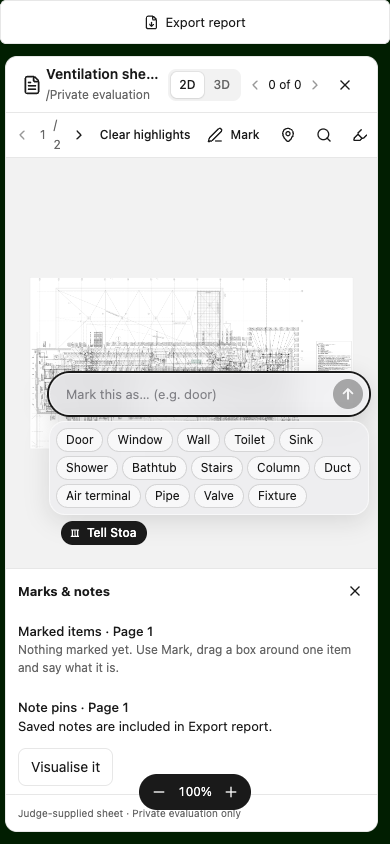 Export report
Ventilation she...
/Private evaluation
2D 3D
0 of 0
1 / 2
Clear highlights
Mark
Mark this as... (e.g. door)
Door Window Wall Toilet Sink
Shower Bathtub Stairs Column Duct
Air terminal Pipe Valve Fixture
Tell Stoa
Marks & notes
Marked items · Page 1
Nothing marked yet. Use Mark, drag a box around one item
and say what it is.
Note pins · Page 1
Saved notes are included in Export report.
Visualise it
100%
Judge-supplied sheet · Private evaluation only